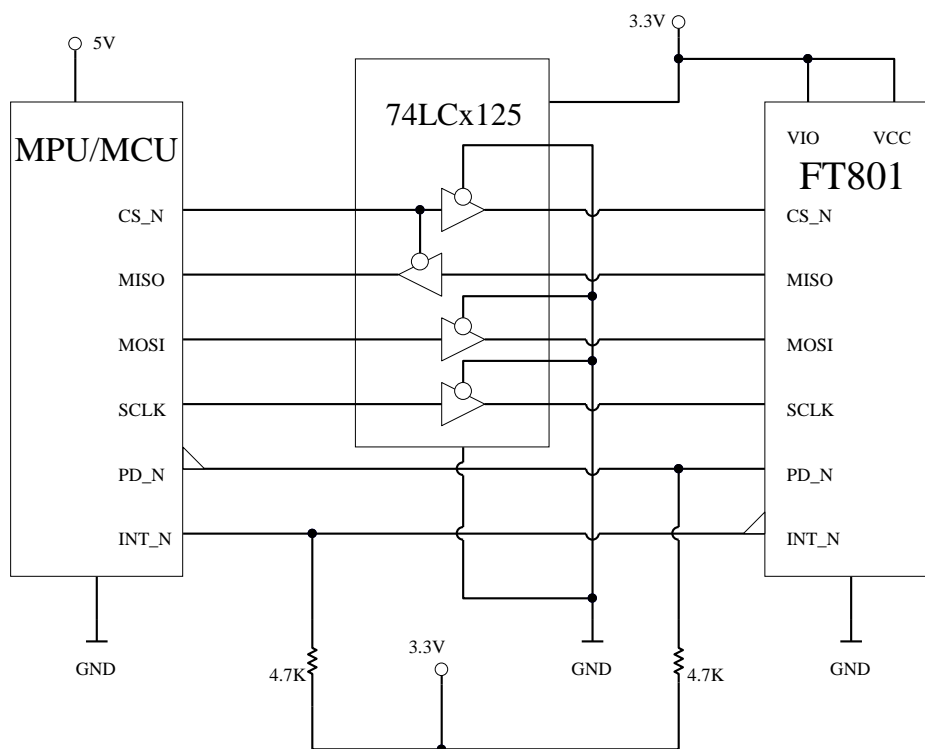 3.3V
5V
74LCx125
MPU/MCU
VIO
VCC
FT801
CS_N
CS_N
MISO
MISO
MOSI
MOSI
SCLK
SCLK
PD_N
PD_N
INT_N
INT_N
GND
3.3V
GND
GND
4.7K
4.7K